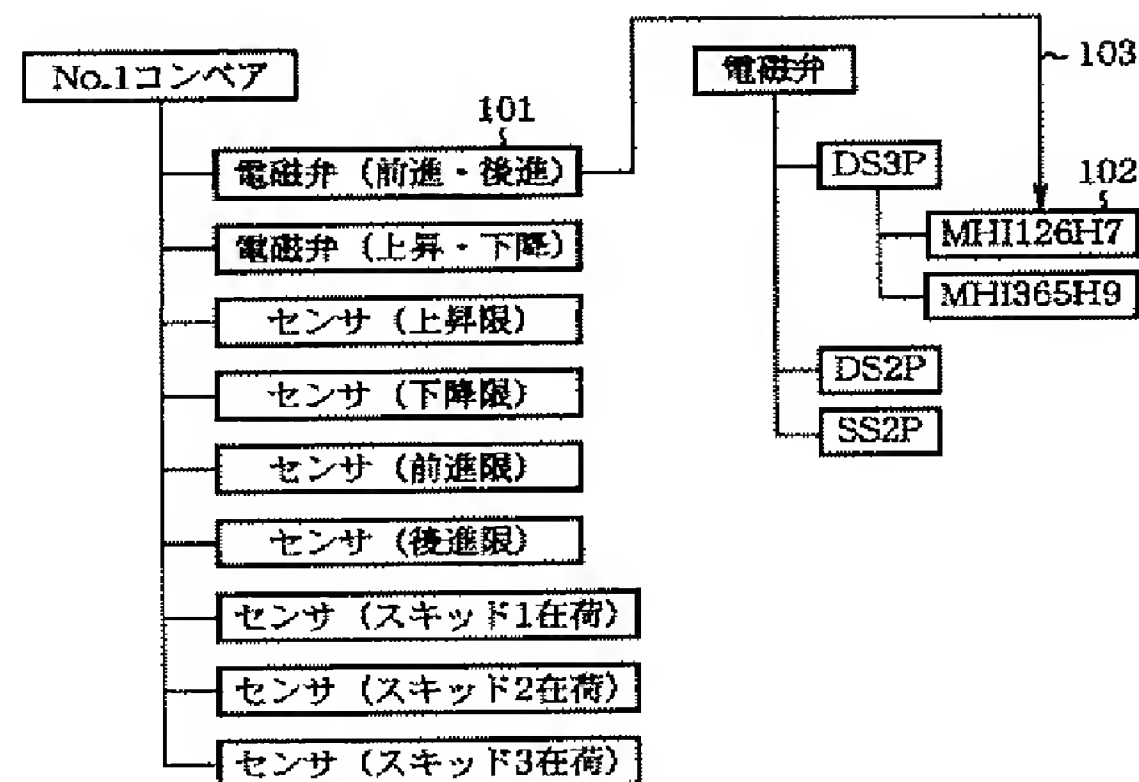 No.1コンベア
101
電磁弁（前進・後進）
電磁弁（上昇・下降）
センサ（上昇限）
センサ（下降限）
センサ（前進限）
センサ（後進限）
センサ（スキッド1在荷）
センサ（スキッド2在荷）
センサ（スキッド3在荷）
電磁弁
103
DS3P
102
MHI126H7
MHI365H9
DS2P
SS2P